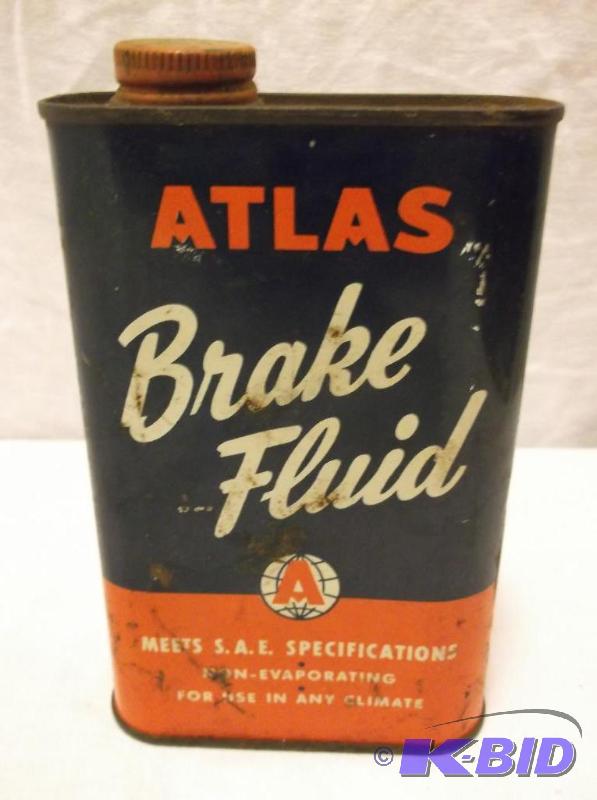 ATLAS
Brake
Fluid
A
MEETS S.A.E. SPECIFICATIONS
NON-EVAPORATING
FOR USE IN ANY CLIMATE
© K-BID